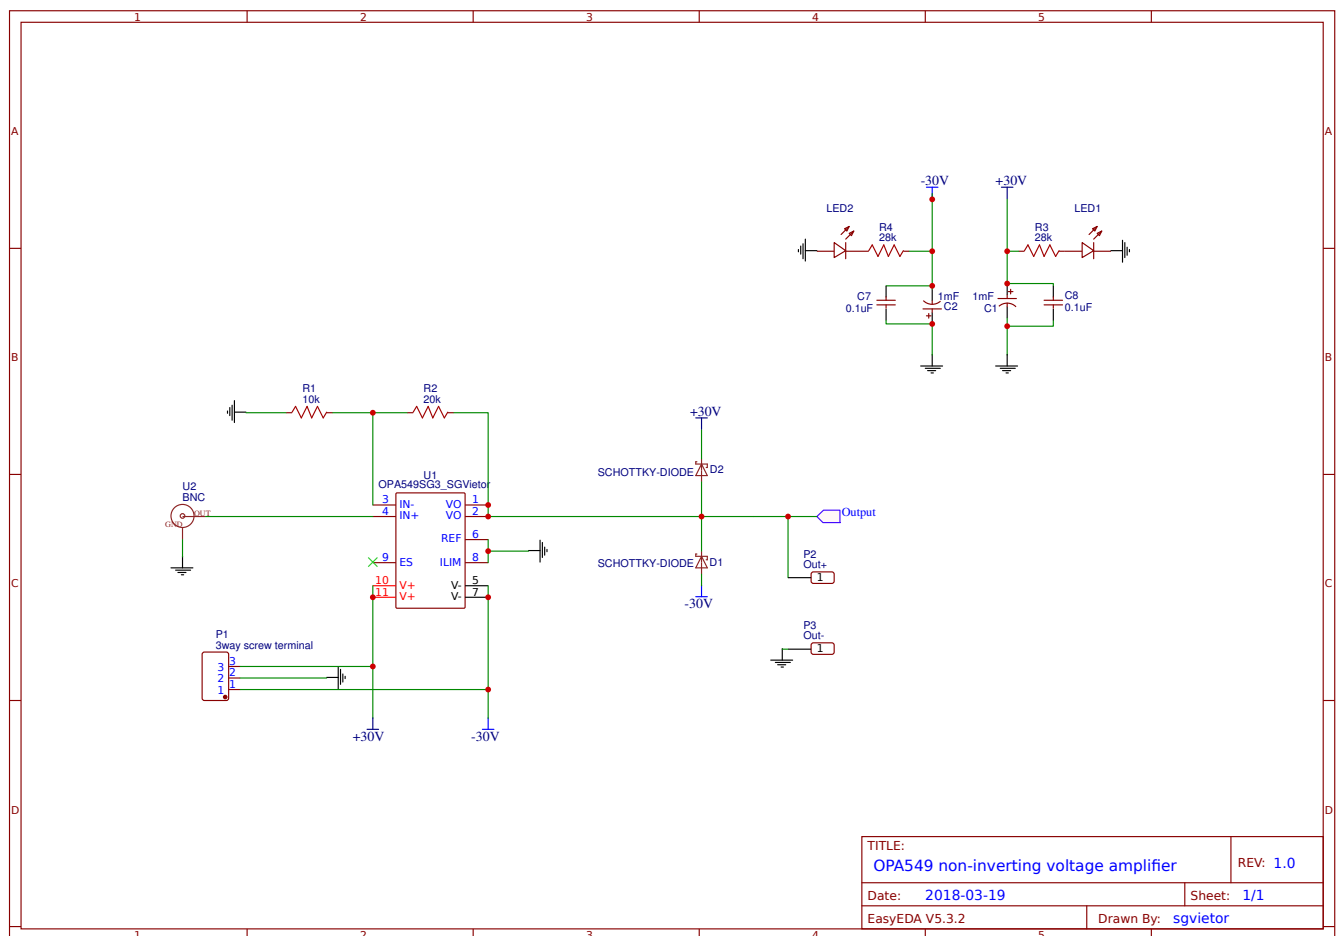 1 2 3 4 5
A A
-30V +30V
LED2 LED1
R4 R3
28k 28k
B B
C7 1mF 1mF C8
0.1uF C2 C1 0.1uF
+ +
R1 R2
10k 20k
+30V
SCHOTTKY-DIODE D2
U1
OPA549SG3_SGVietor
U2
BNC
OUT
GND
3 IN- VO 1
4 IN+ VO 2
REF 6
9 ES ILIM 8
10 V+ V- 5
11 V+ V- 7
Output
SCHOTTKY-DIODE D1
-30V
P2
Out+
1
C C
P3
Out-
1
P1
3way screw terminal
3 3
2 2
1 1
+30V -30V
D D
TITLE:
OPA549 non-inverting voltage amplifier
REV: 1.0
Date: 2018-03-19
Sheet: 1/1
EasyEDA V5.3.2
Drawn By: sgvietor
1 2 3 4 5